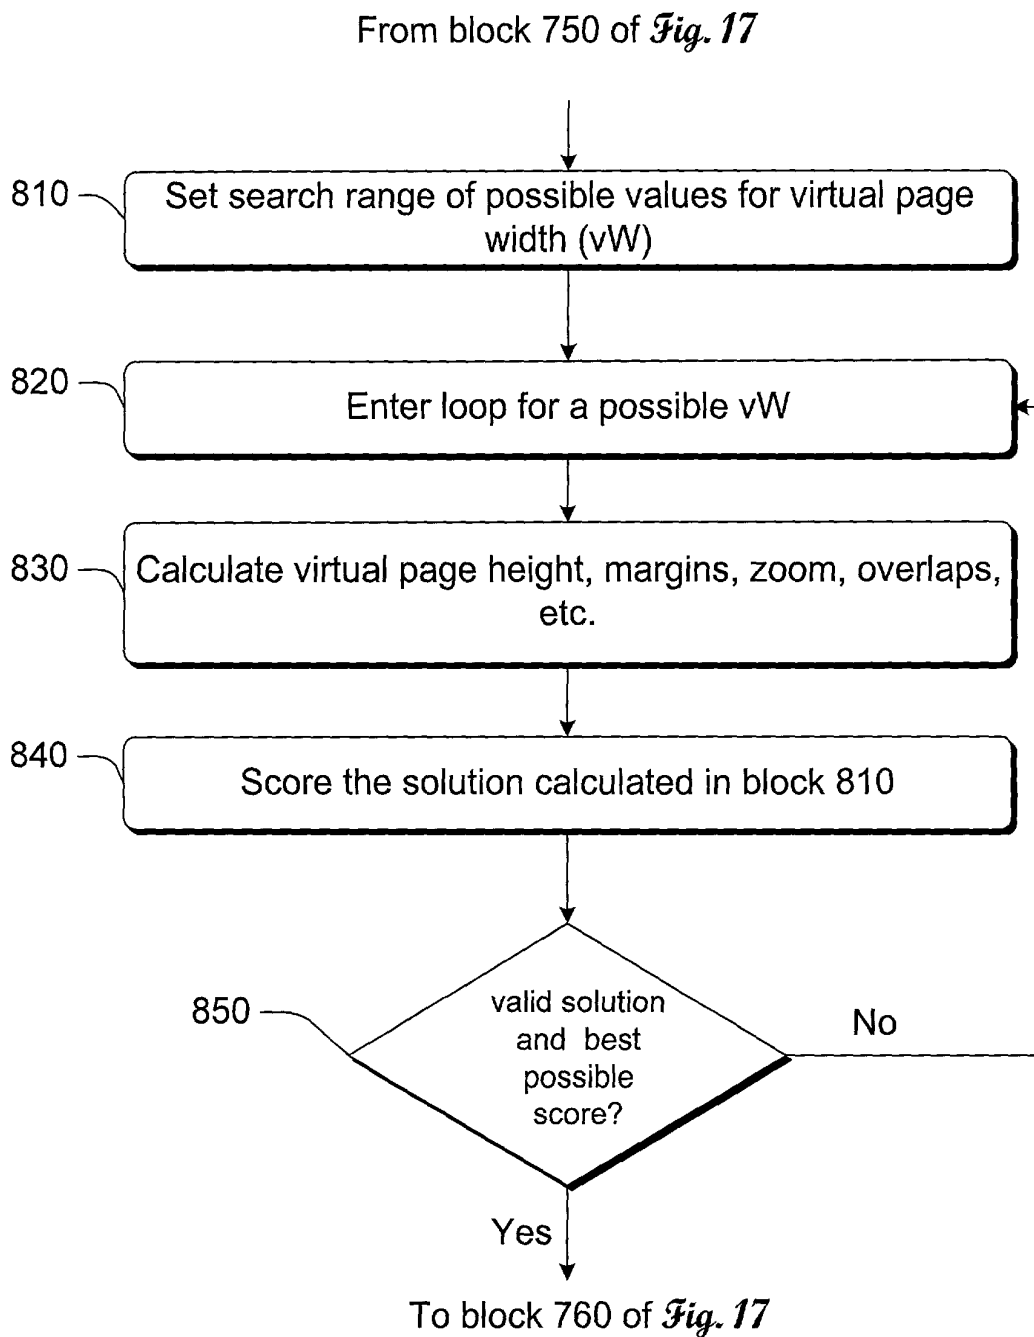 From block 750 of Fig. 17
810
Set search range of possible values for virtual page
width (vW)
820
Enter loop for a possible vW
830
Calculate virtual page height, margins, zoom, overlaps,
etc.
840
Score the solution calculated in block 810
850
valid solution
and best
possible
score?
No
Yes
To block 760 of Fig. 17